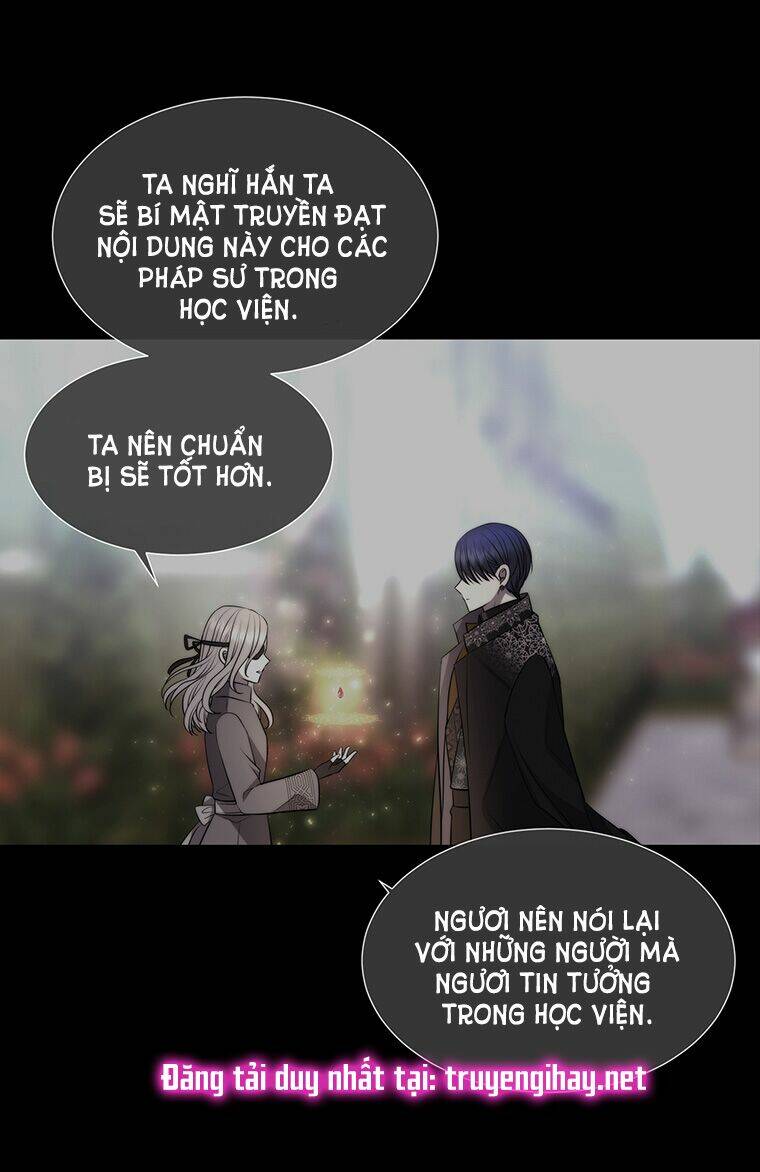 TA NGHĨ HẮN TA
SẼ BÍ MẬT TRUYỀN ĐẠT
NỘI DUNG NÀY CHO CÁC
PHÁP SƯ TRONG
HỌC VIỆN.
TA NÊN CHUẨN
BỊ SẼ TỐT HƠN.
NGƯƠI NÊN NÓI LẠI
VỚI NHỮNG NGƯỜI MÀ
NGƯƠI TIN TƯỞNG
TRONG HỌC VIỆN.
Đăng tải duy nhất tại: truyengihay.net